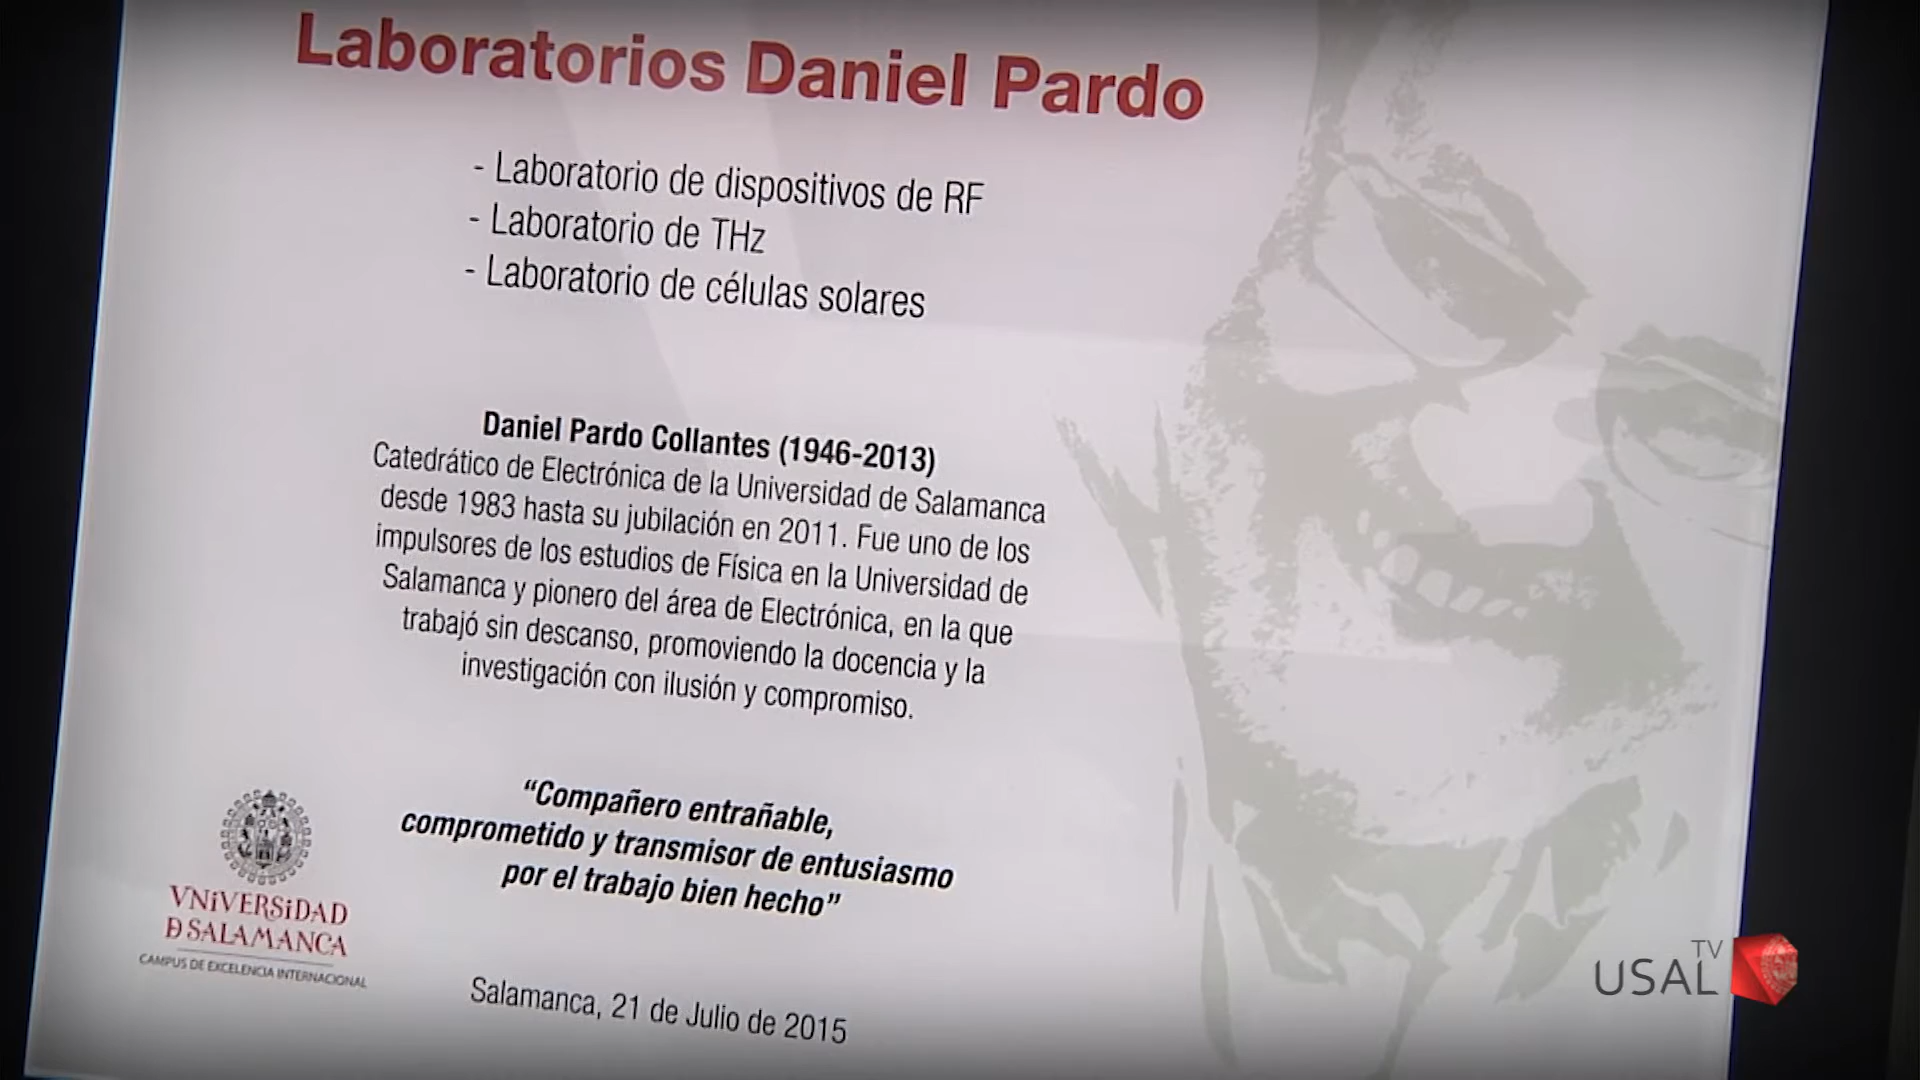 Laboratorios Daniel Pardo
- Laboratorio de dispositivos de RF
- Laboratorio de THz
- Laboratorio de células solares
Daniel Pardo Collantes (1946-2013)
Catedrático de Electrónica de la Universidad de Salamanca
desde 1983 hasta su jubilación en 2011. Fue uno de los
impulsores de los estudios de Física en la Universidad de
Salamanca y pionero del área de Electrónica, en la que
trabajó sin descanso, promoviendo la docencia y la
investigación con ilusión y compromiso.
“Compañero entrañable,
comprometido y transmisor de entusiasmo
por el trabajo bien hecho”
VNiVERSiDAD
D SALAMANCA
CAMPUS DE EXCELENCIA INTERNACIONAL
Salamanca, 21 de Julio de 2015
TV
USAL